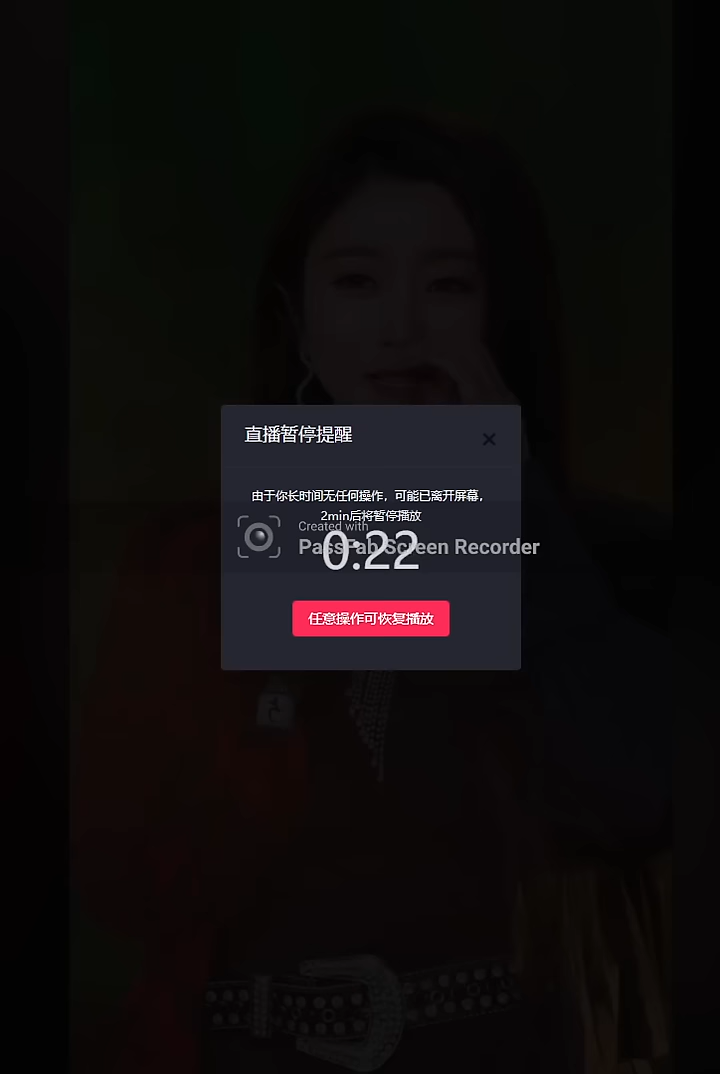 直播暂停提醒
由于你长时间无任何操作，可能已离开屏幕，
2min后将暂停播放
Created with
PassFab Screen Recorder
0:22
任意操作可恢复播放